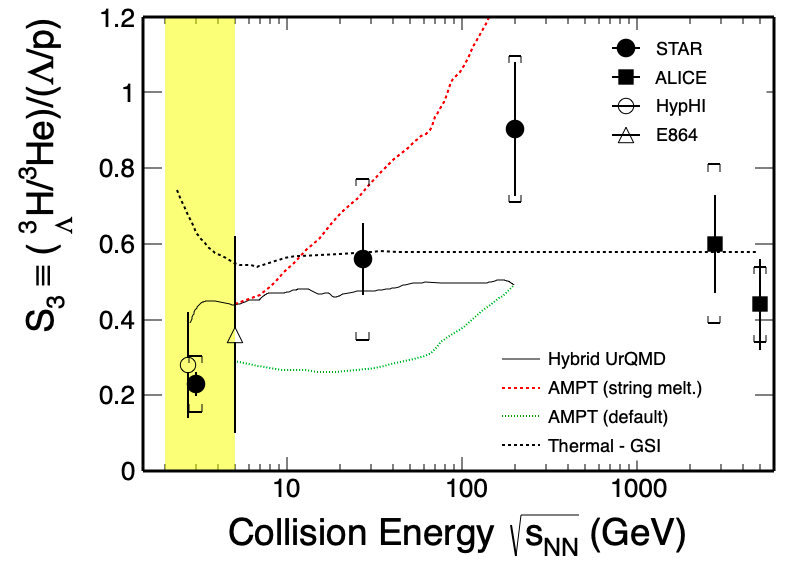 S₃ ≡ (³ΛH/³He)/(Λ/p)
1.2
1
0.8
0.6
0.4
0.2
0
STAR
ALICE
HypHI
E864
Hybrid UrQMD
AMPT (string melt.)
AMPT (default)
Thermal - GSI
10 100 1000
Collision Energy √sNN (GeV)